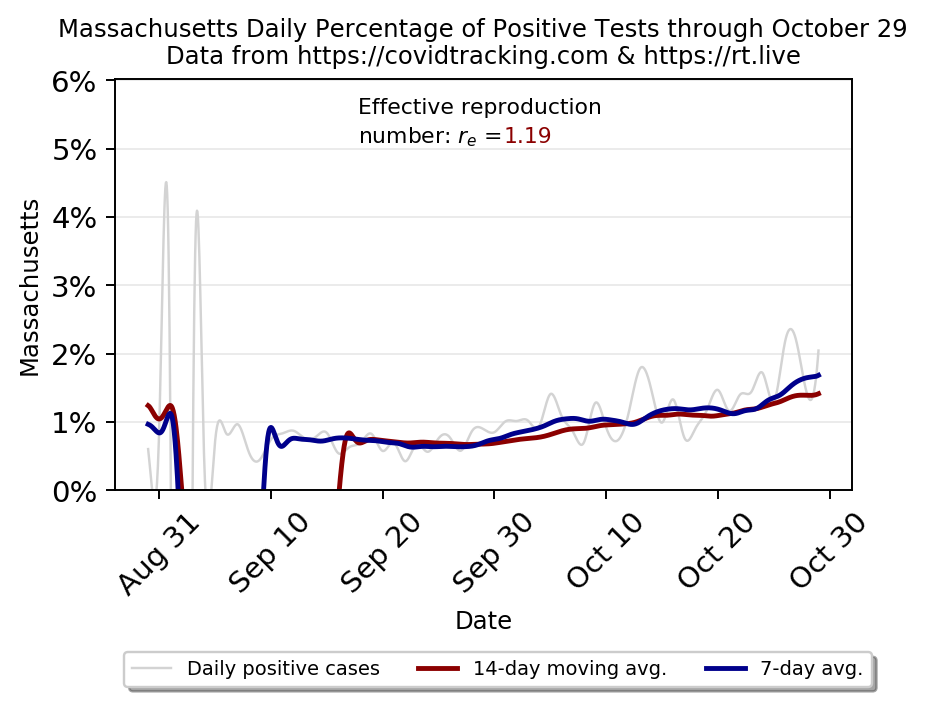 Massachusetts Daily Percentage of Positive Tests through October 29
Data from https://covidtracking.com & https://rt.live
6%
5%
4%
3%
2%
1%
0%
Massachusetts
Effective reproduction
number: rₑ =1.19
Aug 31
Sep 10
Sep 20
Sep 30
Oct 10
Oct 20
Oct 30
Date
Daily positive cases
14-day moving avg.
7-day avg.